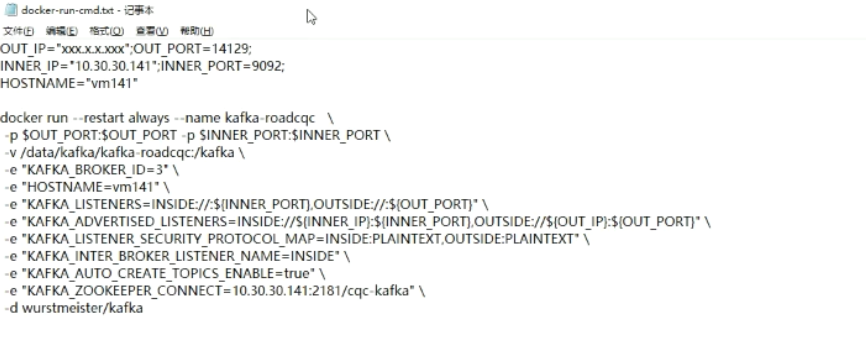 docker-run-cmd.txt - 记事本
文件(F) 编辑(E) 格式(O) 查看(V) 帮助(H)
OUT_IP="xxx.x.x.xxx";OUT_PORT=14129;
INNER_IP="10.30.30.141";INNER_PORT=9092;
HOSTNAME="vm141"
docker run --restart always --name kafka-roadcqc \
-p $OUT_PORT:$OUT_PORT -p $INNER_PORT:$INNER_PORT \
-v /data/kafka/kafka-roadcqc:/kafka \
-e "KAFKA_BROKER_ID=3" \
-e "HOSTNAME=vm141" \
-e "KAFKA_LISTENERS=INSIDE://:${INNER_PORT},OUTSIDE://:${OUT_PORT}" \
-e "KAFKA_ADVERTISED_LISTENERS=INSIDE://${INNER_IP}:${INNER_PORT},OUTSIDE://${OUT_IP}:${OUT_PORT}" \
-e "KAFKA_LISTENER_SECURITY_PROTOCOL_MAP=INSIDE:PLAINTEXT,OUTSIDE:PLAINTEXT" \
-e "KAFKA_INTER_BROKER_LISTENER_NAME=INSIDE" \
-e "KAFKA_AUTO_CREATE_TOPICS_ENABLE=true" \
-e "KAFKA_ZOOKEEPER_CONNECT=10.30.30.141:2181/cqc-kafka" \
-d wurstmeister/kafka